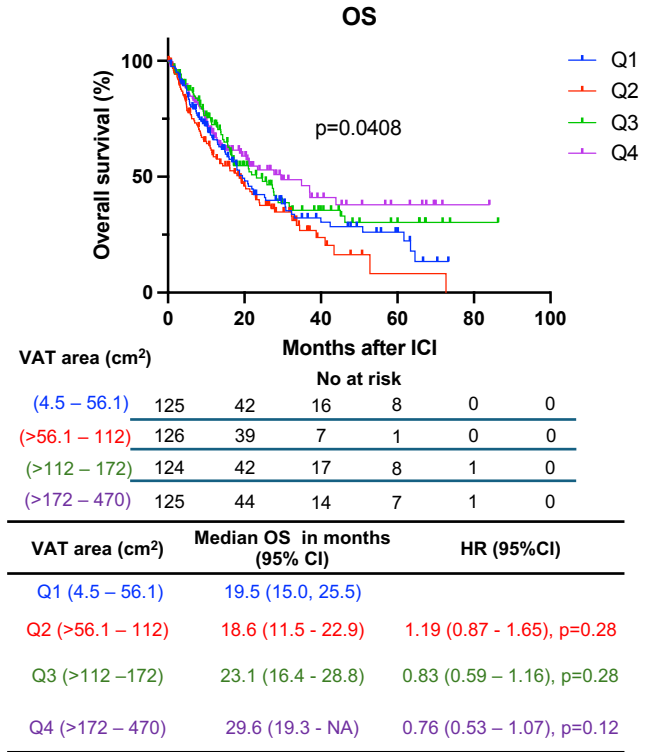 OS
Overall survival (%)
100
50
0
p=0.0408
Q1
Q2
Q3
Q4
0 20 40 60 80 100
Months after ICI
VAT area (cm²)
No at risk
(4.5 – 56.1) 125 42 16 8 0 0
(>56.1 – 112) 126 39 7 1 0 0
(>112 – 172) 124 42 17 8 1 0
(>172 – 470) 125 44 14 7 1 0
VAT area (cm²) Median OS in months (95% CI) HR (95%CI)
Q1 (4.5 – 56.1) 19.5 (15.0, 25.5)
Q2 (>56.1 – 112) 18.6 (11.5 - 22.9) 1.19 (0.87 - 1.65), p=0.28
Q3 (>112 –172) 23.1 (16.4 - 28.8) 0.83 (0.59 – 1.16), p=0.28
Q4 (>172 – 470) 29.6 (19.3 - NA) 0.76 (0.53 – 1.07), p=0.12